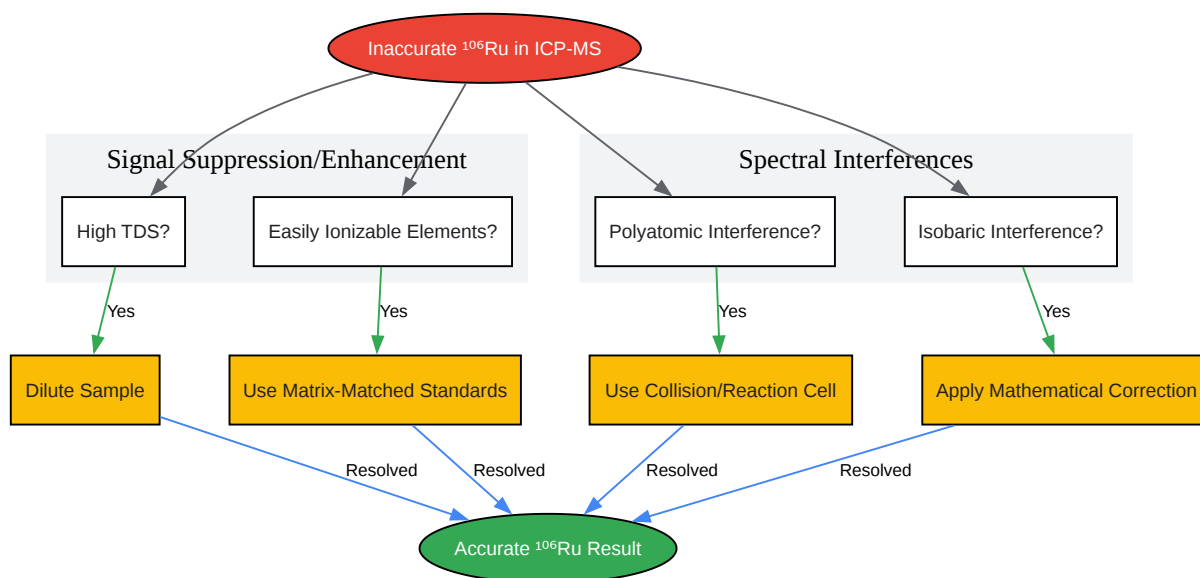 Inaccurate ¹⁰⁶Ru in ICP-MS
Signal Suppression/Enhancement
Spectral Interferences
High TDS?
Easily Ionizable Elements?
Polyatomic Interference?
Isobaric Interference?
Yes
Yes
Yes
Yes
Dilute Sample
Use Matrix-Matched Standards
Use Collision/Reaction Cell
Apply Mathematical Correction
Resolved
Resolved
Resolved
Resolved
Accurate ¹⁰⁶Ru Result